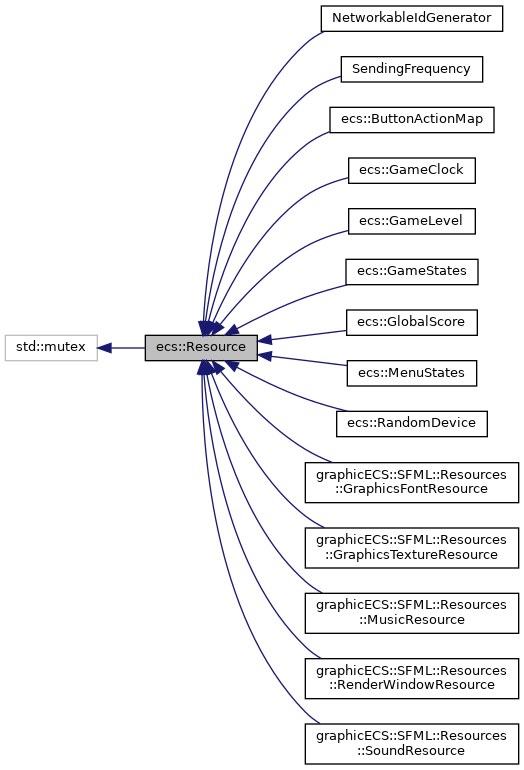 NetworkableIdGenerator
SendingFrequency
ecs::ButtonActionMap
ecs::GameClock
ecs::GameLevel
ecs::GameStates
ecs::GlobalScore
std::mutex
ecs::Resource
ecs::MenuStates
ecs::RandomDevice
graphicECS::SFML::Resources
::GraphicsFontResource
graphicECS::SFML::Resources
::GraphicsTextureResource
graphicECS::SFML::Resources
::MusicResource
graphicECS::SFML::Resources
::RenderWindowResource
graphicECS::SFML::Resources
::SoundResource